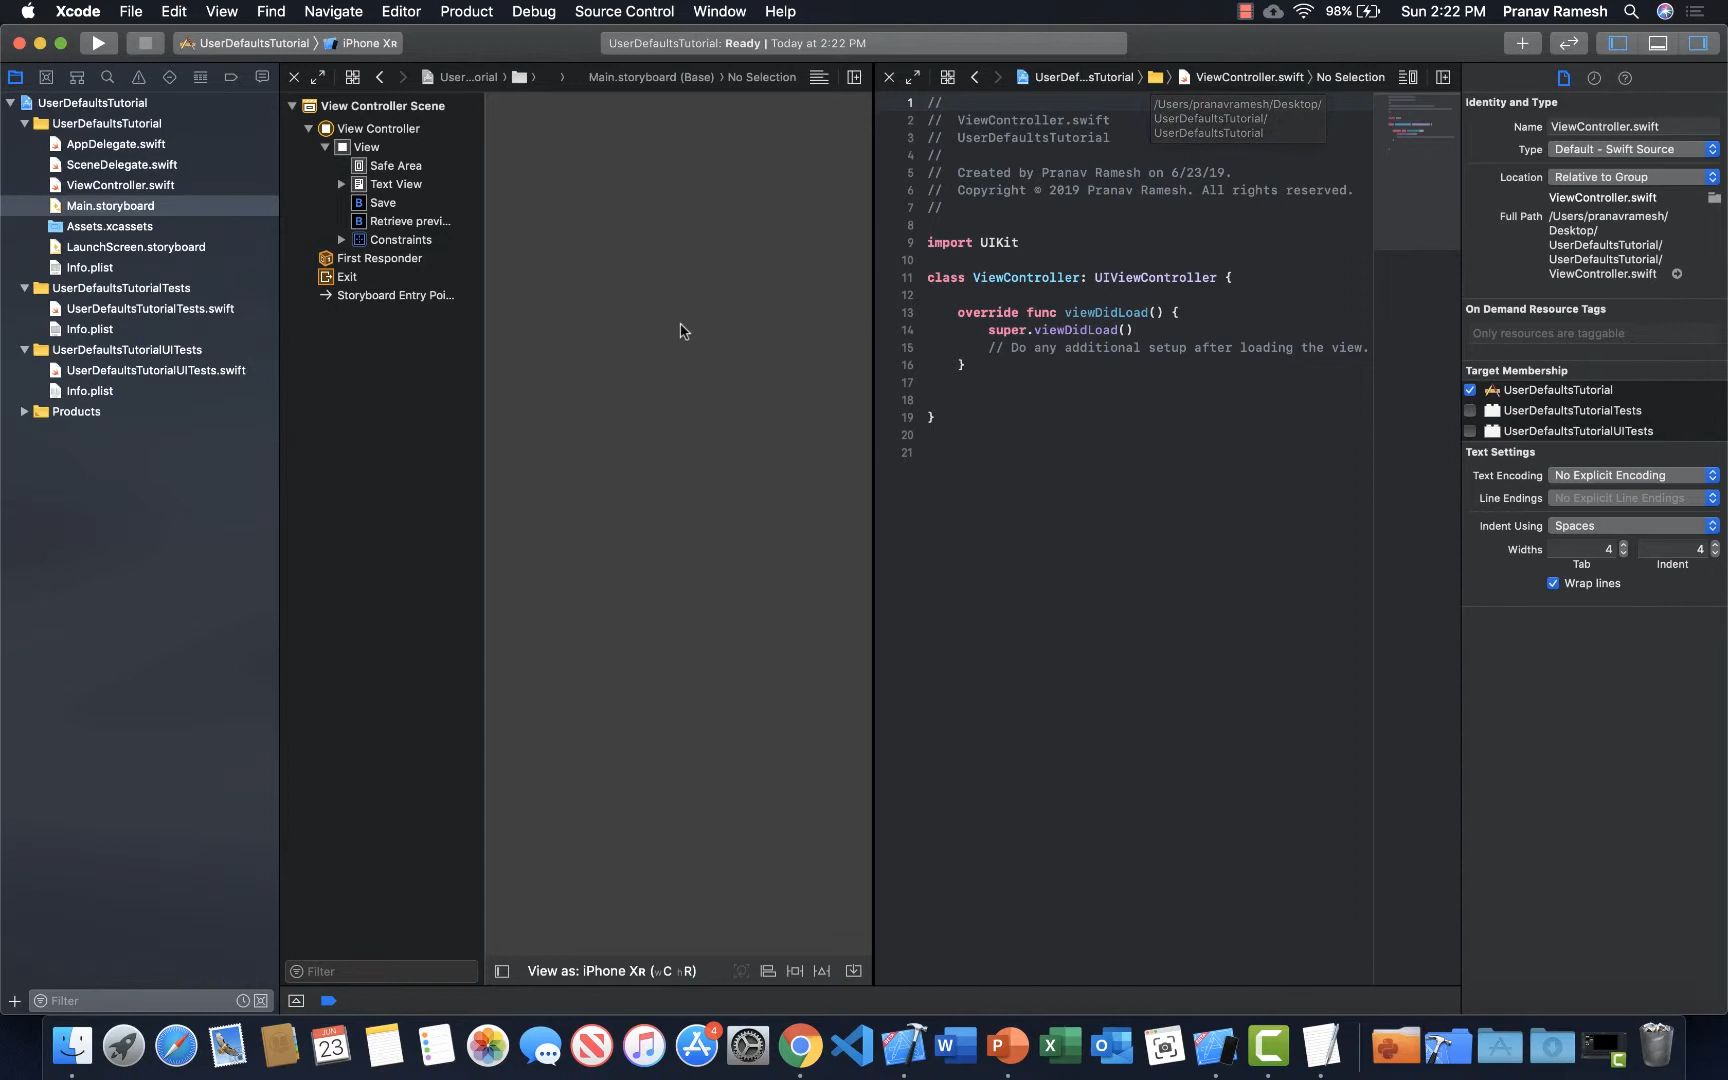 Xcode File Edit View Find Navigate Editor Product Debug Source Control Window Help 98% Sun 2:22 PM Pranav Ramesh
UserDefaultsTutorial iPhone XR UserDefaultsTutorial: Ready | Today at 2:22 PM
User...orial Main.storyboard (Base) No Selection
UserDef...sTutorial ViewController.swift No Selection
UserDefaultsTutorial
UserDefaultsTutorial
AppDelegate.swift
SceneDelegate.swift
ViewController.swift
Main.storyboard
Assets.xcassets
LaunchScreen.storyboard
Info.plist
UserDefaultsTutorialTests
UserDefaultsTutorialTests.swift
Info.plist
UserDefaultsTutorialUITests
UserDefaultsTutorialUITests.swift
Info.plist
Products
Filter
View Controller Scene
View Controller
View
Safe Area
Text View
B Save
B Retrieve previ...
Constraints
First Responder
Exit
Storyboard Entry Poi...
Filter
View as: iPhone XR (wC hR)
1 //
2 // ViewController.swift
3 // UserDefaultsTutorial
4 //
5 // Created by Pranav Ramesh on 6/23/19.
6 // Copyright © 2019 Pranav Ramesh. All rights reserved.
7 //
8
9 import UIKit
10
11 class ViewController: UIViewController {
12
13 override func viewDidLoad() {
14 super.viewDidLoad()
15 // Do any additional setup after loading the view.
16 }
17
18
19 }
20
21
/Users/pranavramesh/Desktop/
UserDefaultsTutorial/
UserDefaultsTutorial
Identity and Type
Name ViewController.swift
Type Default - Swift Source
Location Relative to Group
ViewController.swift
Full Path /Users/pranavramesh/
Desktop/
UserDefaultsTutorial/
UserDefaultsTutorial/
ViewController.swift
On Demand Resource Tags
Only resources are taggable
Target Membership
UserDefaultsTutorial
UserDefaultsTutorialTests
UserDefaultsTutorialUITests
Text Settings
Text Encoding No Explicit Encoding
Line Endings No Explicit Line Endings
Indent Using Spaces
Widths 4 4
Tab Indent
Wrap lines
JUN
23
4
W P X